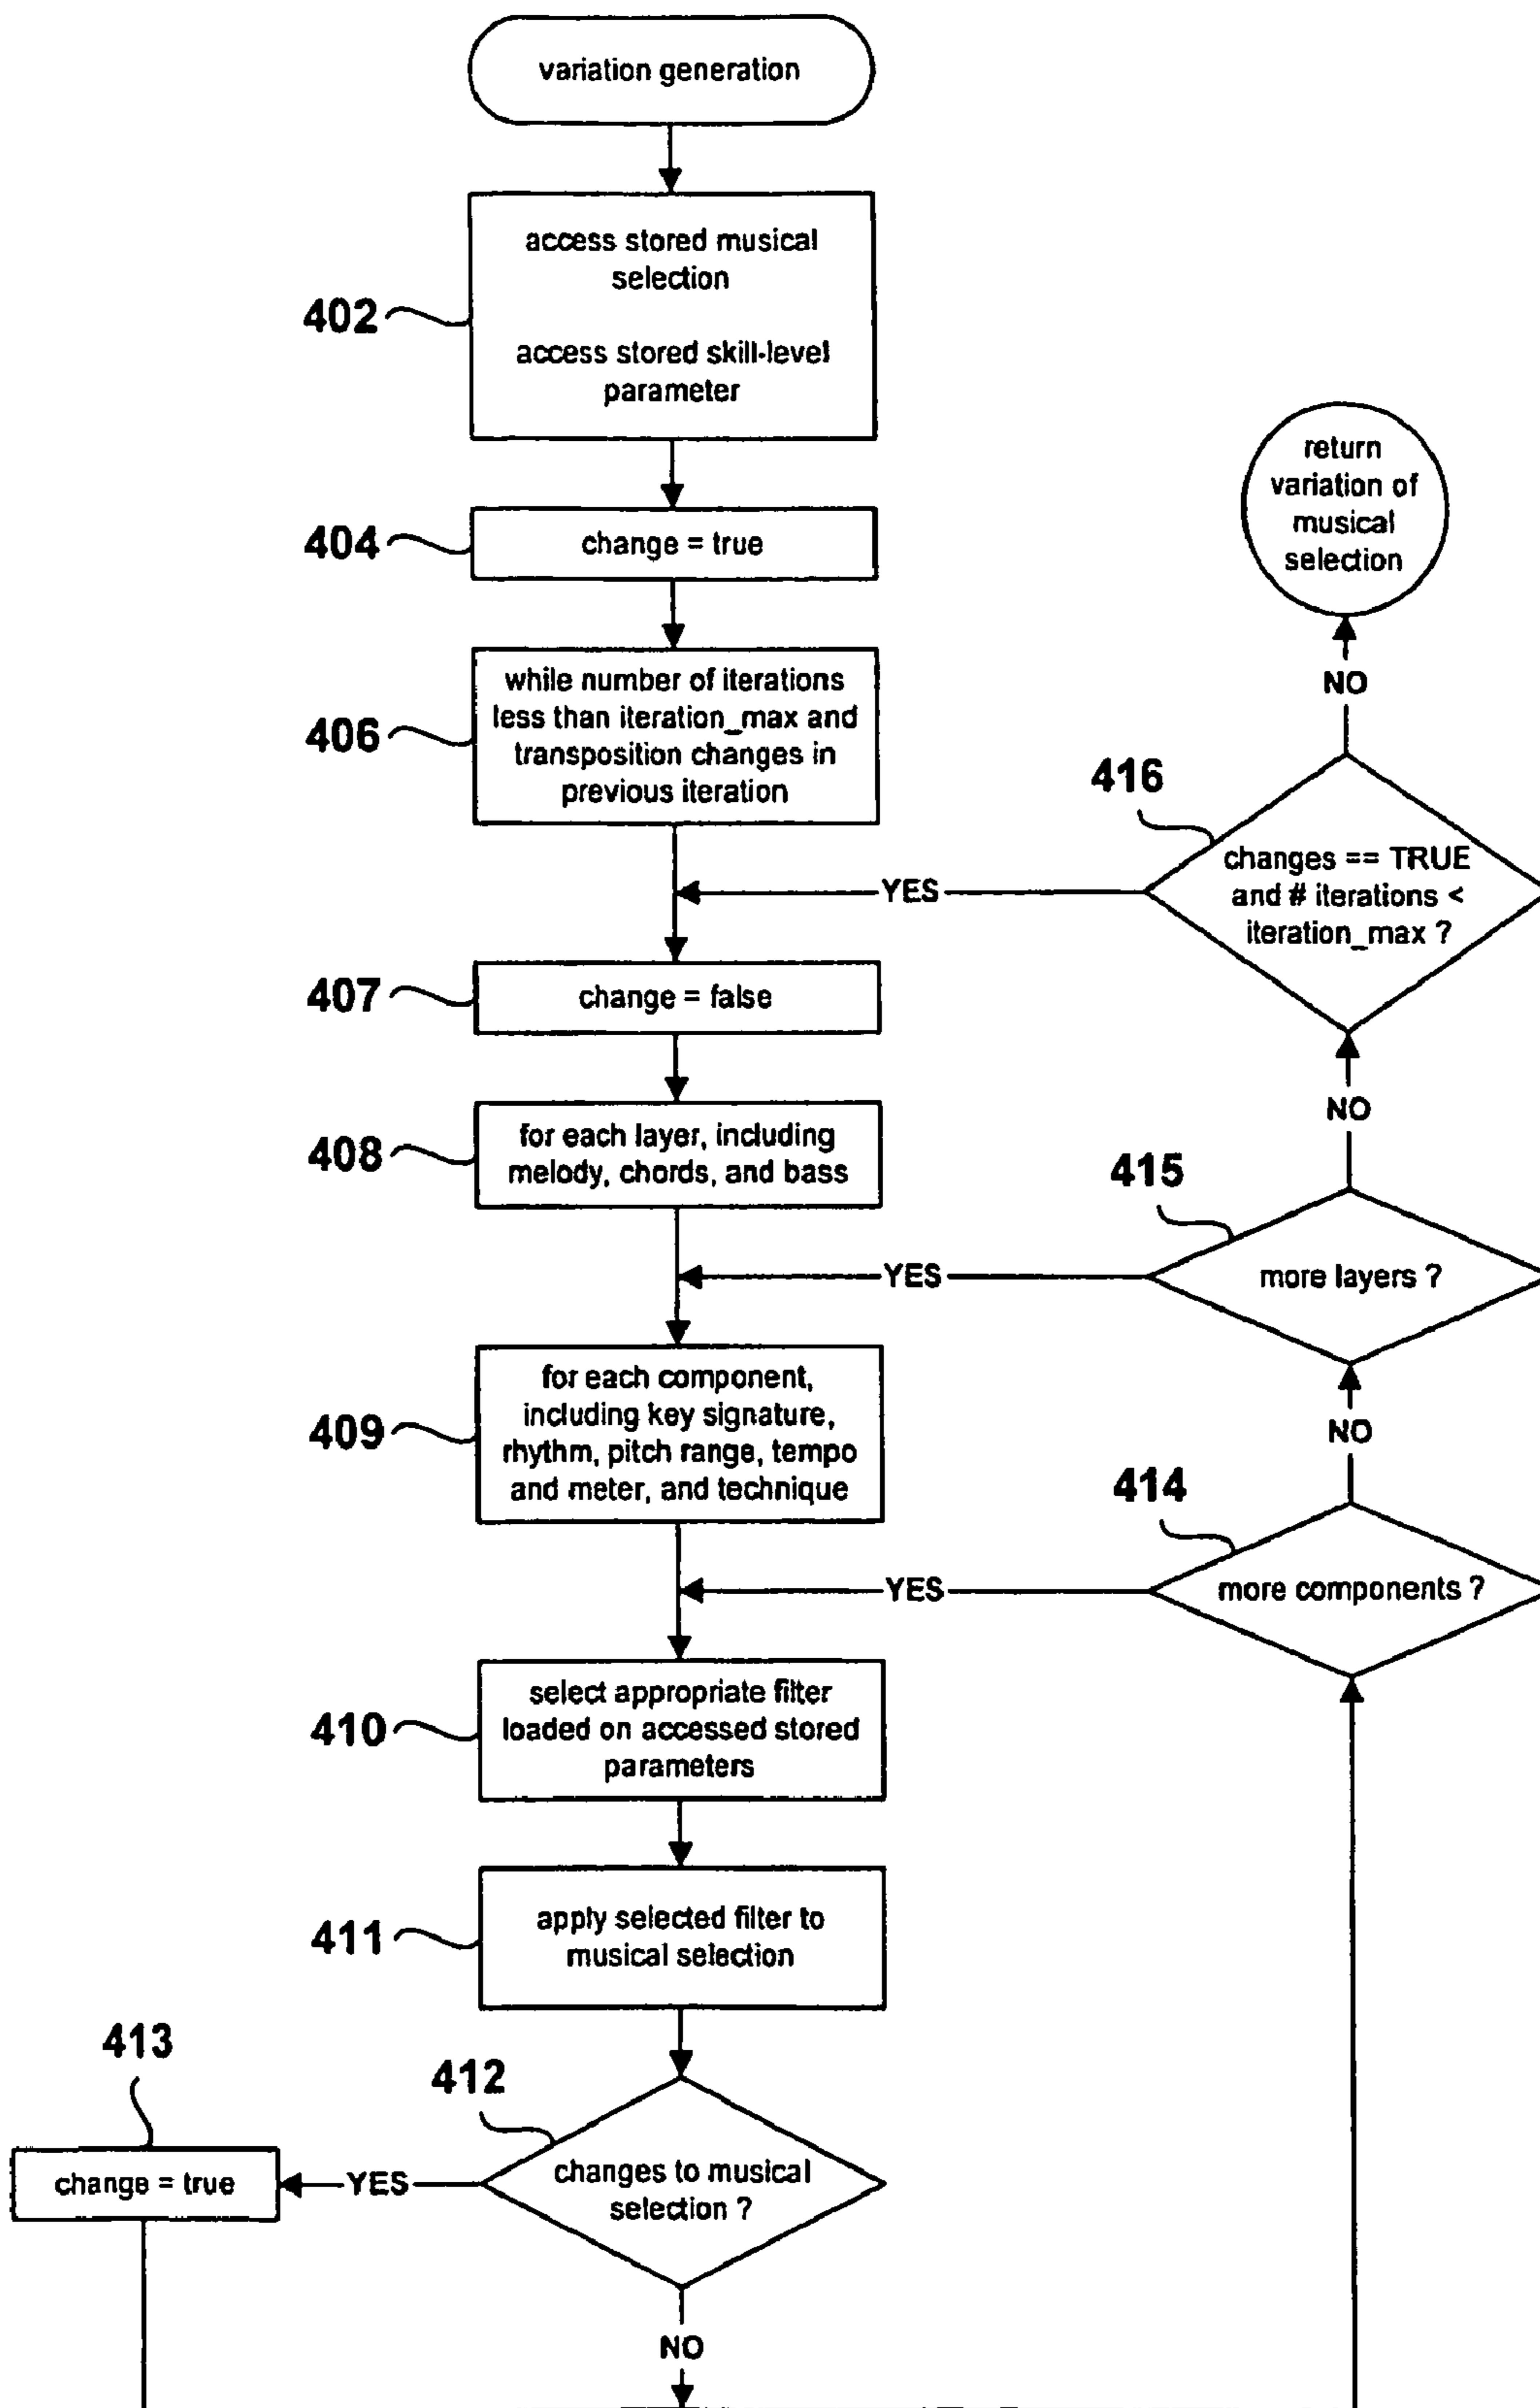 variation generation
402
access stored musical
selection
access stored skill-level
parameter
404
change = true
406
while number of iterations
less than iteration_max and
transposition changes in
previous iteration
return
variation of
musical
selection
NO
416
changes == TRUE
and # iterations <
iteration_max ?
YES
407
change = false
NO
408
for each layer, including
melody, chords, and bass
415
more layers ?
YES
409
for each component,
including key signature,
rhythm, pitch range, tempo
and meter, and technique
NO
414
more components ?
YES
410
select appropriate filter
loaded on accessed stored
parameters
411
apply selected filter to
musical selection
413
change = true
YES
412
changes to musical
selection ?
NO